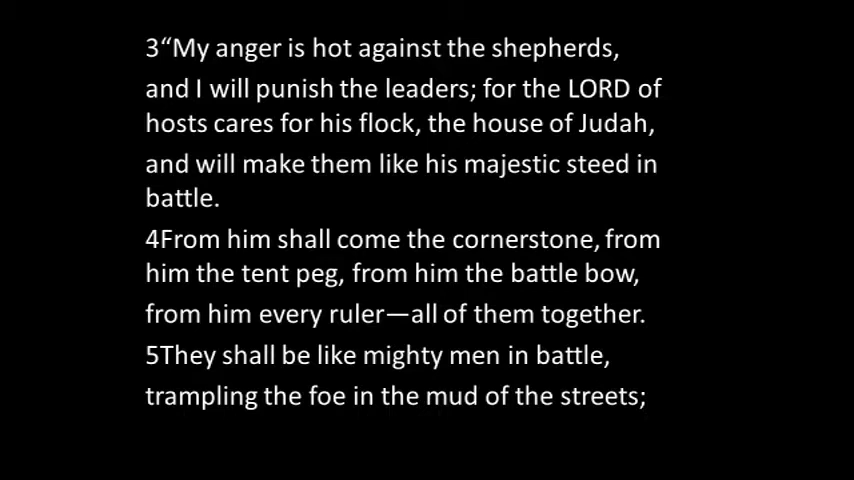 3“My anger is hot against the shepherds,
and I will punish the leaders; for the LORD of
hosts cares for his flock, the house of Judah,
and will make them like his majestic steed in
battle.
4From him shall come the cornerstone, from
him the tent peg, from him the battle bow,
from him every ruler—all of them together.
5They shall be like mighty men in battle,
trampling the foe in the mud of the streets;